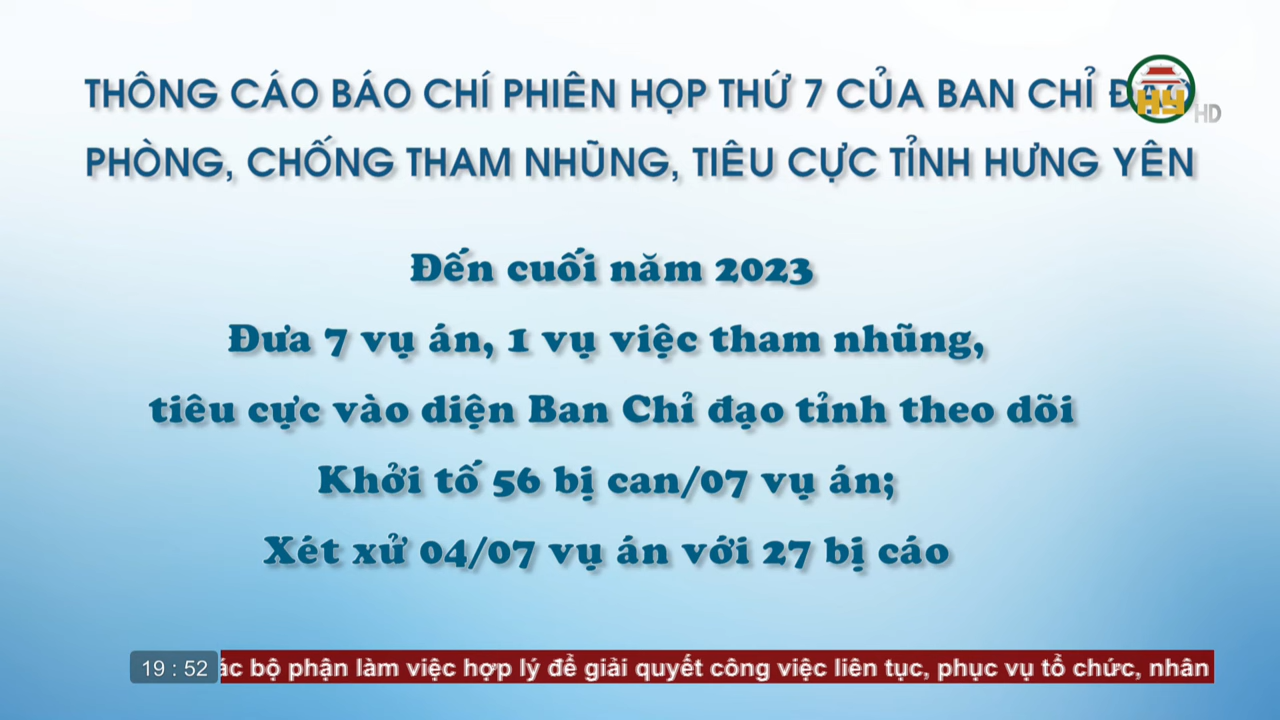 THÔNG CÁO BÁO CHÍ PHIÊN HỌP THỨ 7 CỦA BAN CHỈ ĐẠO
PHÒNG, CHỐNG THAM NHŨNG, TIÊU CỰC TỈNH HƯNG YÊN
HY HD
Đến cuối năm 2023
Đưa 7 vụ án, 1 vụ việc tham nhũng,
tiêu cực vào diện Ban Chỉ đạo tỉnh theo dõi
Khởi tố 56 bị can/07 vụ án;
Xét xử 04/07 vụ án với 27 bị cáo
19 : 52 ác bộ phận làm việc hợp lý để giải quyết công việc liên tục, phục vụ tổ chức, nhân